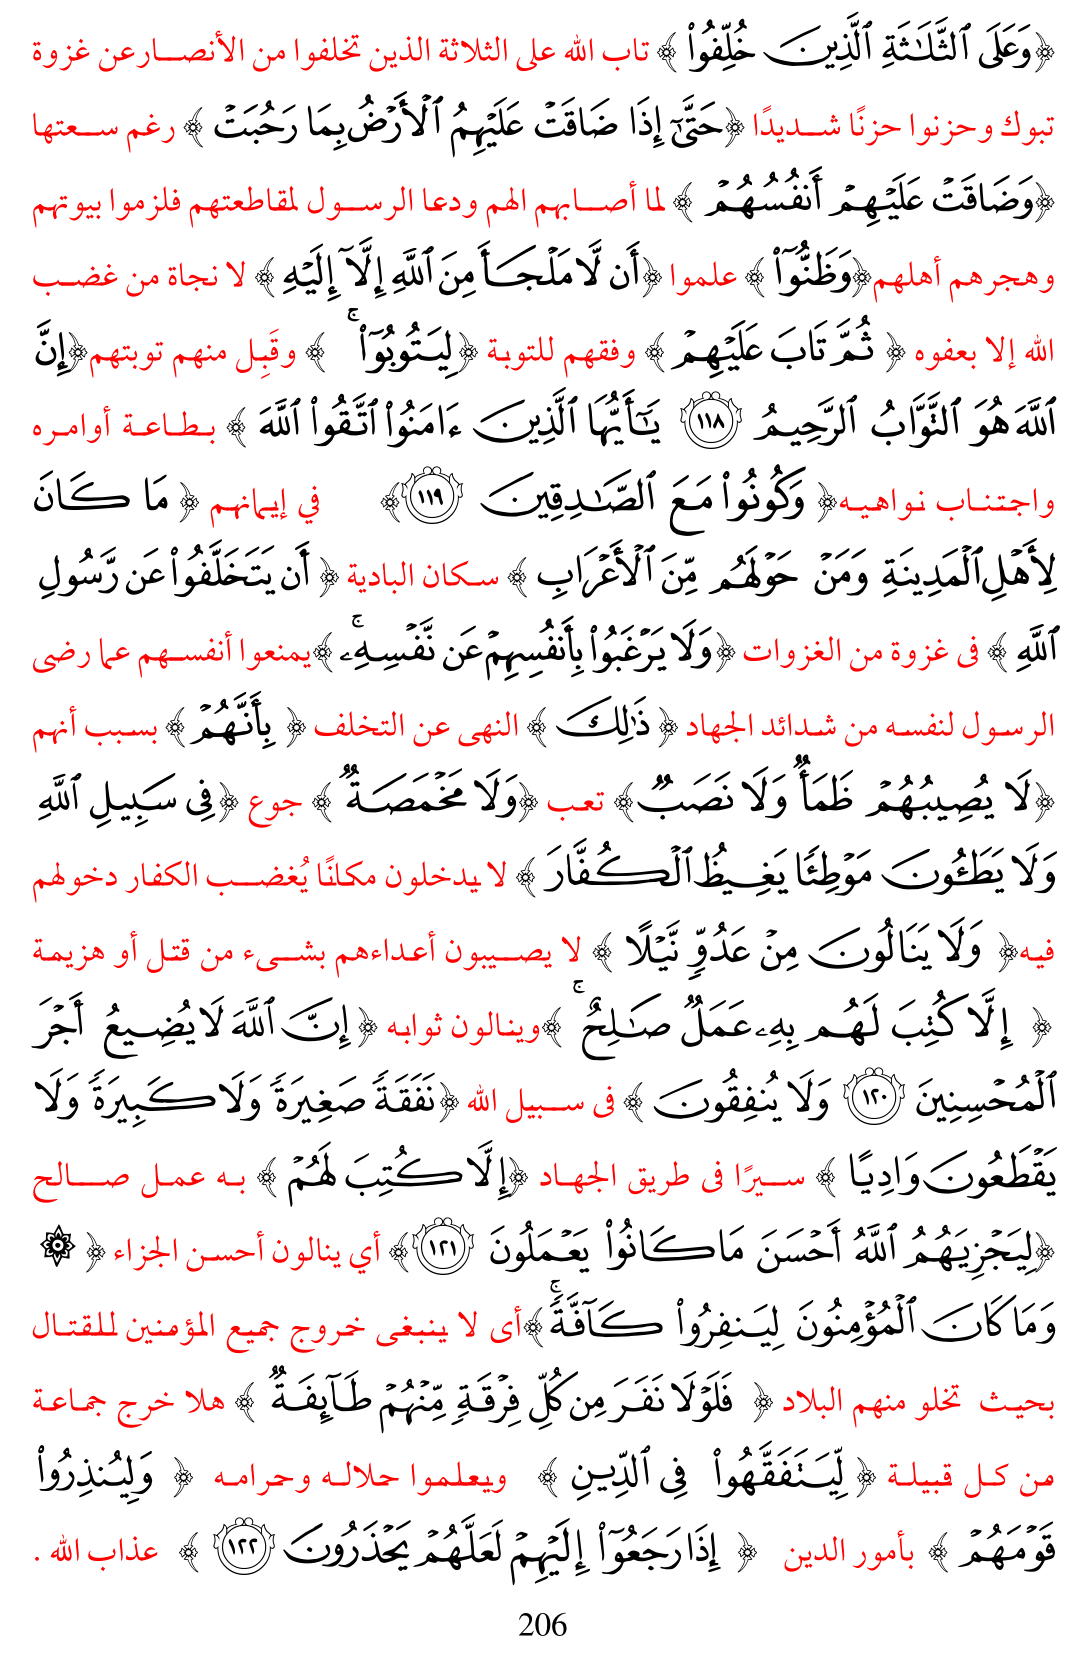 ﴿وَعَلَى ٱلثَّلَـٰثَةِ ٱلَّذِينَ خُلِّفُوا۟ ﴾ تاب الله على الثلاثة الذين تخلفوا من الأنصار عن غزوة
تبوك وحزنوا حزنًا شديدًا ﴿حَتَّىٰٓ إِذَا ضَاقَتْ عَلَيْهِمُ ٱلْأَرْضُ بِمَا رَحُبَتْ ﴾ رغم سعتها
﴿وَضَاقَتْ عَلَيْهِمْ أَنفُسُهُمْ ﴾ لما أصابهم الهم ودعا الرسول لمقاطعتهم فلزموا بيوتهم
وهجرهم أهلهم﴿وَظَنُّوٓا۟ ﴾ علموا ﴿أَن لَّا مَلْجَأَ مِنَ ٱللَّهِ إِلَّآ إِلَيْهِ ﴾ لا نجاة من غضب
الله إلا بعفوه ﴿ ثُمَّ تَابَ عَلَيْهِمْ ﴾ وفقهم للتوبة ﴿لِيَتُوبُوٓا۟ ۚ ﴾ وقَبِل منهم توبتهم﴿إِنَّ
ٱللَّهَ هُوَ ٱلتَّوَّابُ ٱلرَّحِيمُ ١١٨ يَـٰٓأَيُّهَا ٱلَّذِينَ ءَامَنُوا۟ ٱتَّقُوا۟ ٱللَّهَ ﴾ بطاعة أوامره
واجتناب نواهيه﴿ وَكُونُوا۟ مَعَ ٱلصَّـٰدِقِينَ ١١٩﴾ في إيمانهم ﴿ مَا كَانَ
لِأَهْلِ ٱلْمَدِينَةِ وَمَنْ حَوْلَهُم مِّنَ ٱلْأَعْرَابِ ﴾ سكان البادية ﴿ أَن يَتَخَلَّفُوا۟ عَن رَّسُولِ
ٱللَّهِ ﴾ فى غزوة من الغزوات ﴿وَلَا يَرْغَبُوا۟ بِأَنفُسِهِمْ عَن نَّفْسِهِۦ ۚ ﴾يمنعوا أنفسهم عما رضى
الرسول لنفسه من شدائد الجهاد ﴿ ذَٰلِكَ ﴾ النهى عن التخلف ﴿ بِأَنَّهُمْ ﴾ بسبب أنهم
﴿لَا يُصِيبُهُمْ ظَمَأٌ وَلَا نَصَبٌ﴾ تعب ﴿وَلَا مَخْمَصَةٌ ﴾ جوع ﴿فِى سَبِيلِ ٱللَّهِ
وَلَا يَطَـُٔونَ مَوْطِئًا يَغِيظُ ٱلْكُفَّارَ ﴾ لا يدخلون مكانًا يُغضب الكفار دخولهم
فيه﴿ وَلَا يَنَالُونَ مِنْ عَدُوٍّ نَّيْلًا ﴾ لا يصيبون أعداءهم بشىء من قتل أو هزيمة
﴿ إِلَّا كُتِبَ لَهُم بِهِۦ عَمَلٌ صَـٰلِحٌ ۚ ﴾وينالون ثوابه ﴿ إِنَّ ٱللَّهَ لَا يُضِيعُ أَجْرَ
ٱلْمُحْسِنِينَ ١٢٠ وَلَا يُنفِقُونَ ﴾ فى سبيل الله ﴿نَفَقَةً صَغِيرَةً وَلَا كَبِيرَةً وَلَا
يَقْطَعُونَ وَادِيًا ﴾ سيرًا فى طريق الجهاد ﴿إِلَّا كُتِبَ لَهُمْ ﴾ به عمل صالح
﴿لِيَجْزِيَهُمُ ٱللَّهُ أَحْسَنَ مَا كَانُوا۟ يَعْمَلُونَ ١٢١﴾ أي ينالون أحسن الجزاء ﴿ ۞
وَمَا كَانَ ٱلْمُؤْمِنُونَ لِيَنفِرُوا۟ كَآفَّةً ۚ ﴾أى لا ينبغى خروج جميع المؤمنين للقتال
بحيث تخلو منهم البلاد ﴿ فَلَوْلَا نَفَرَ مِن كُلِّ فِرْقَةٍ مِّنْهُمْ طَآئِفَةٌ ﴾ هلا خرج جماعة
من كل قبيلة ﴿ لِّيَتَفَقَّهُوا۟ فِى ٱلدِّينِ ﴾ ويعلموا حلاله وحرامه ﴿ وَلِيُنذِرُوا۟
قَوْمَهُمْ ﴾ بأمور الدين ﴿ إِذَا رَجَعُوٓا۟ إِلَيْهِمْ لَعَلَّهُمْ يَحْذَرُونَ ١٢٢ ﴾ عذاب الله .
206